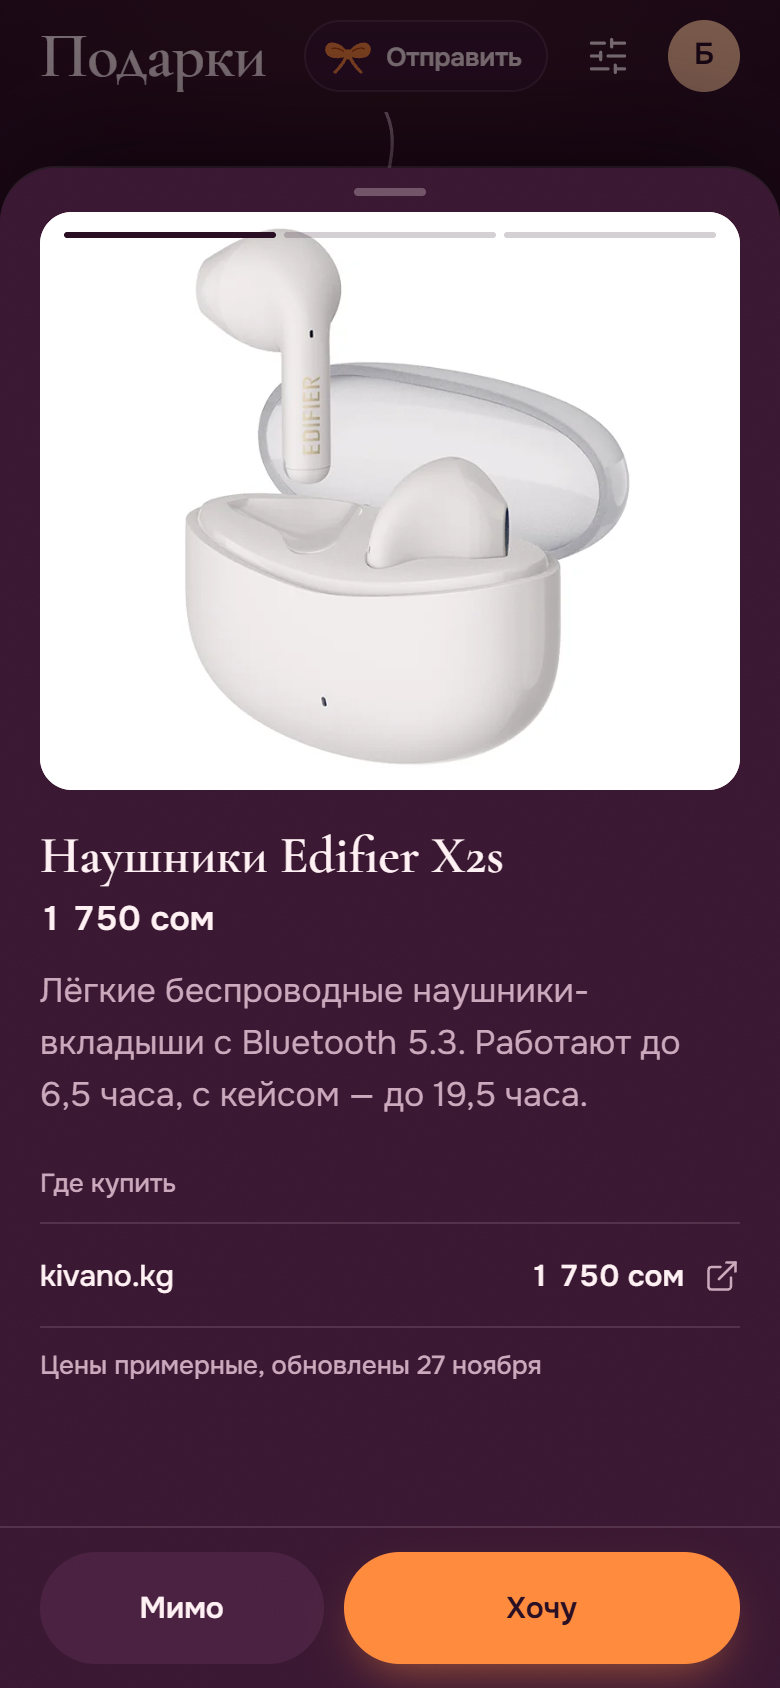 Подарки
Отправить
Б
EDIFIER
Наушники Edifier X2s
1 750 сом
Лёгкие беспроводные наушники-
вкладыши с Bluetooth 5.3. Работают до
6,5 часа, с кейсом — до 19,5 часа.
Где купить
kivano.kg 1 750 сом
Цены примерные, обновлены 27 ноября
Мимо
Хочу